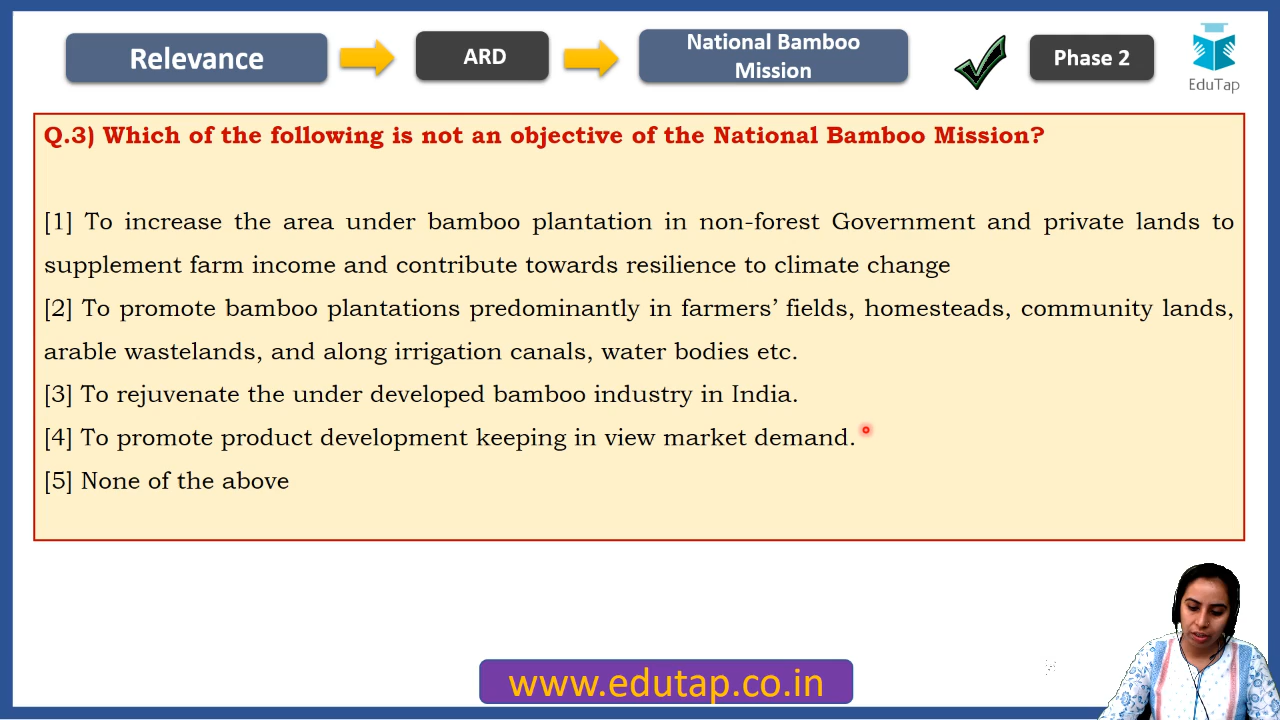 Relevance
ARD
National Bamboo
Mission
Phase 2
EduTap
Q.3) Which of the following is not an objective of the National Bamboo Mission?
[1] To increase the area under bamboo plantation in non-forest Government and private lands to
supplement farm income and contribute towards resilience to climate change
[2] To promote bamboo plantations predominantly in farmers’ fields, homesteads, community lands,
arable wastelands, and along irrigation canals, water bodies etc.
[3] To rejuvenate the under developed bamboo industry in India.
[4] To promote product development keeping in view market demand.
[5] None of the above
www.edutap.co.in